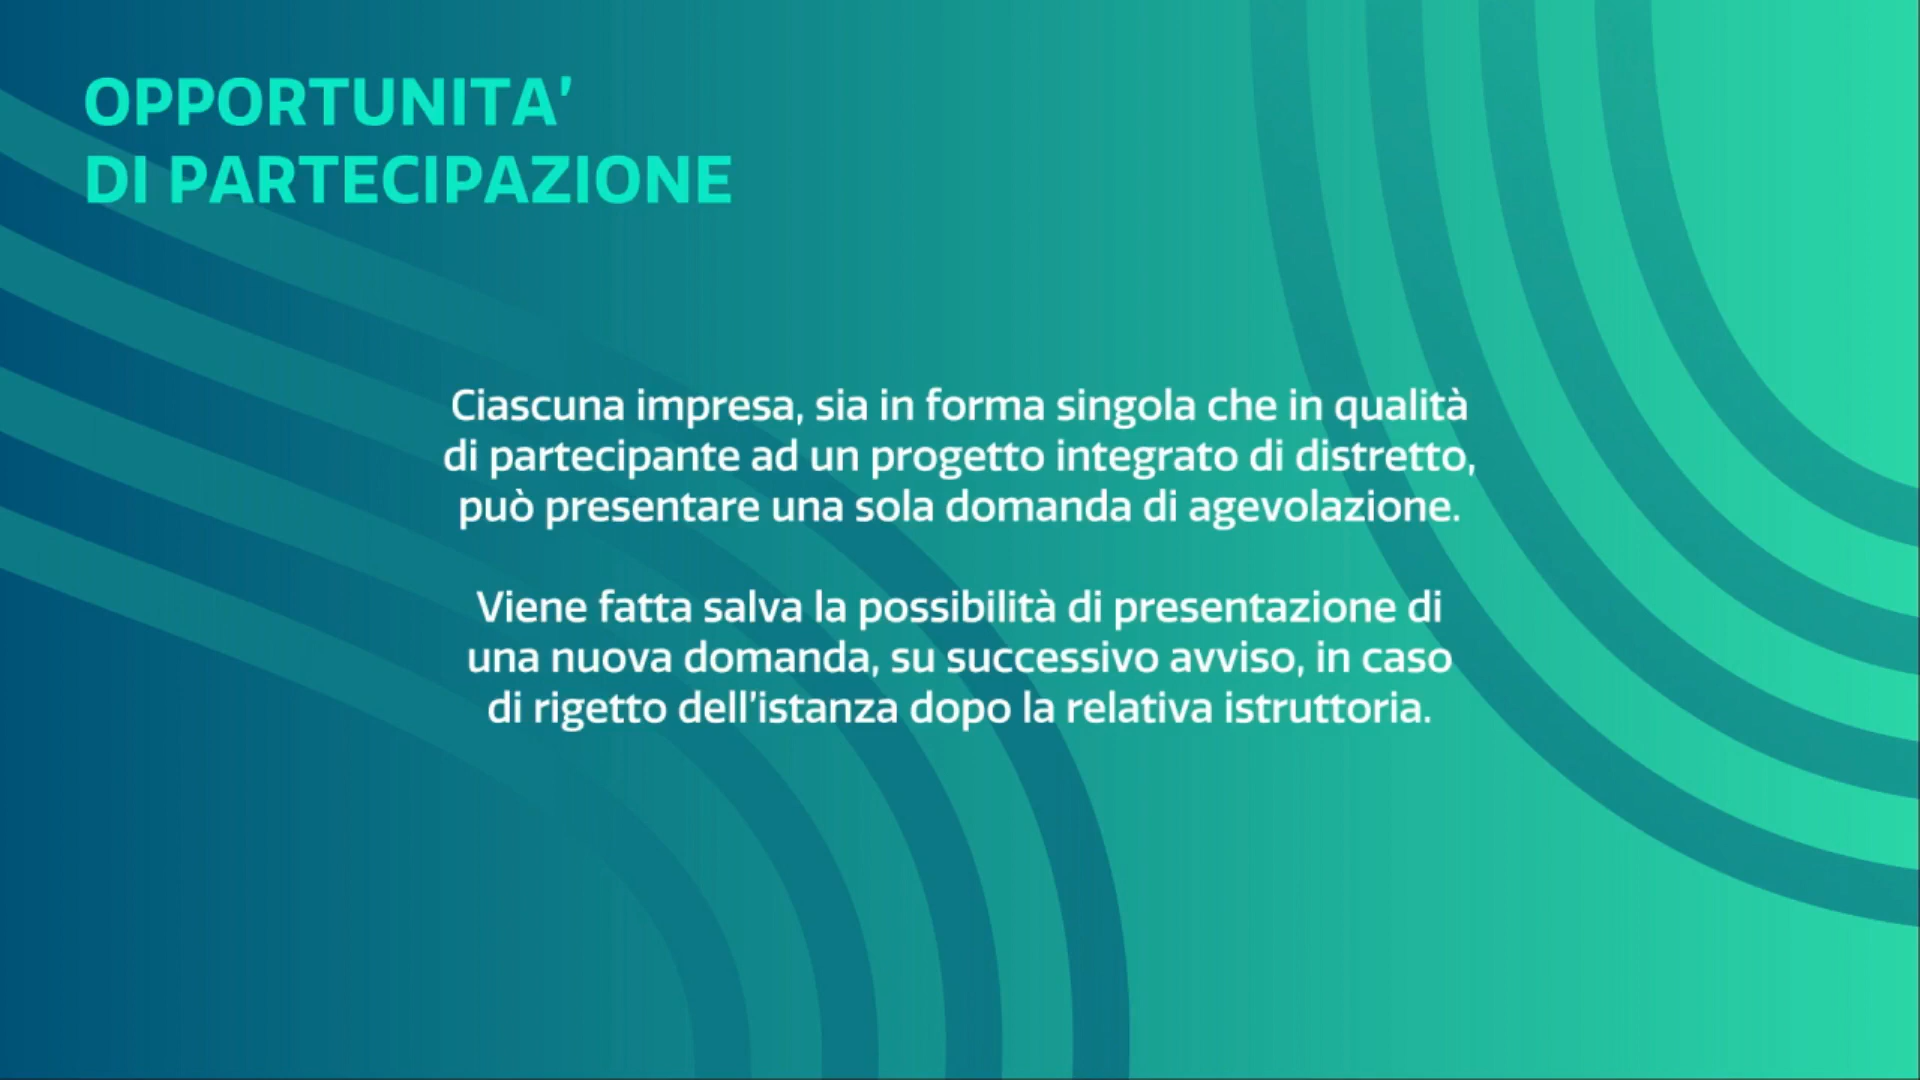 OPPORTUNITA'
DI PARTECIPAZIONE
Ciascuna impresa, sia in forma singola che in qualità
di partecipante ad un progetto integrato di distretto,
può presentare una sola domanda di agevolazione.
Viene fatta salva la possibilità di presentazione di
una nuova domanda, su successivo avviso, in caso
di rigetto dell'istanza dopo la relativa istruttoria.